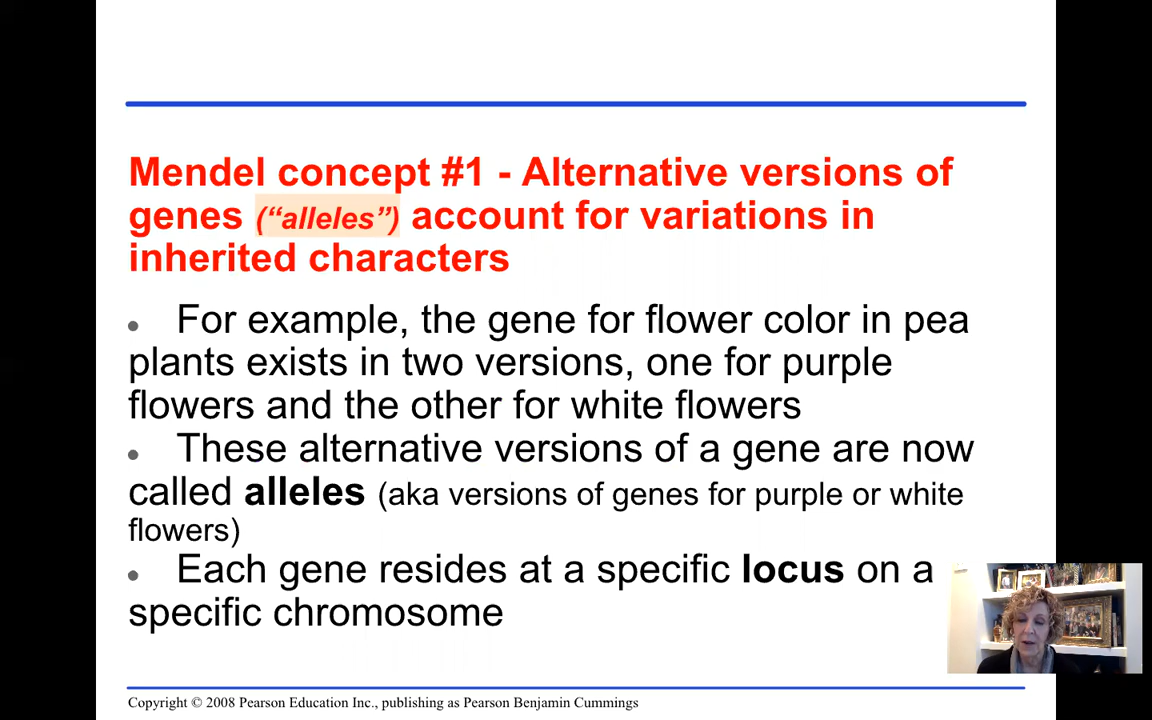 Mendel concept #1 - Alternative versions of
genes (“alleles”) account for variations in
inherited characters
● For example, the gene for flower color in pea
plants exists in two versions, one for purple
flowers and the other for white flowers
● These alternative versions of a gene are now
called alleles (aka versions of genes for purple or white
flowers)
● Each gene resides at a specific locus on a
specific chromosome
Copyright © 2008 Pearson Education Inc., publishing as Pearson Benjamin Cummings